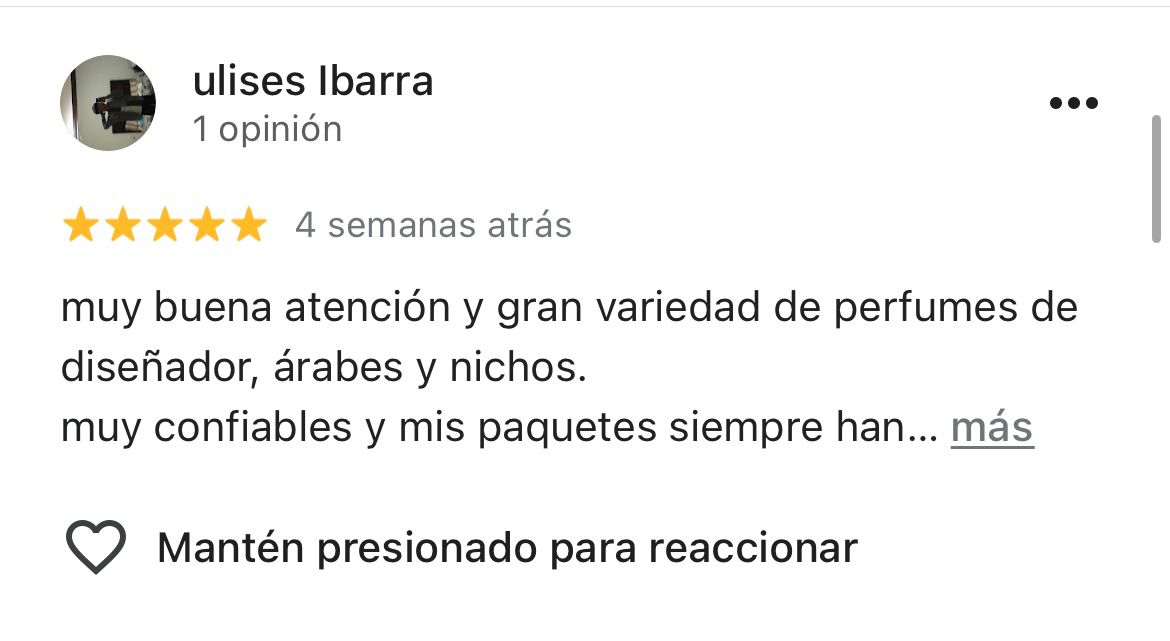 ulises Ibarra
1 opinión
4 semanas atrás
muy buena atención y gran variedad de perfumes de
diseñador, árabes y nichos.
muy confiables y mis paquetes siempre han... más
Mantén presionado para reaccionar